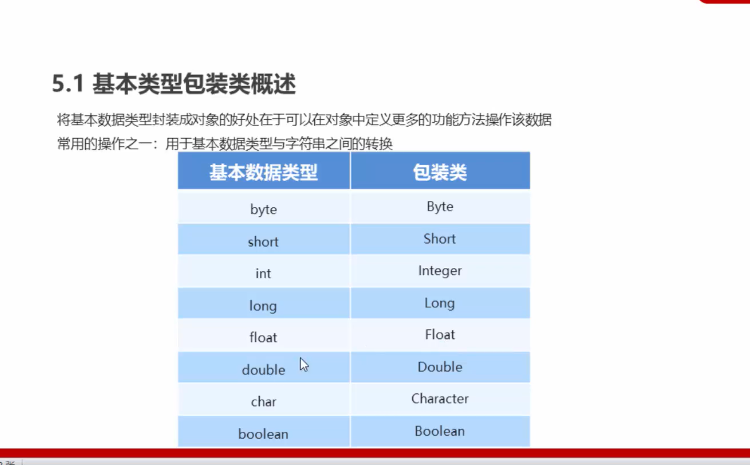 5.1 基本类型包装类概述
将基本数据类型封装成对象的好处在于可以在对象中定义更多的功能方法操作该数据
常用的操作之一：用于基本数据类型与字符串之间的转换
基本数据类型 包装类
byte Byte
short Short
int Integer
long Long
float Float
double Double
char Character
boolean Boolean